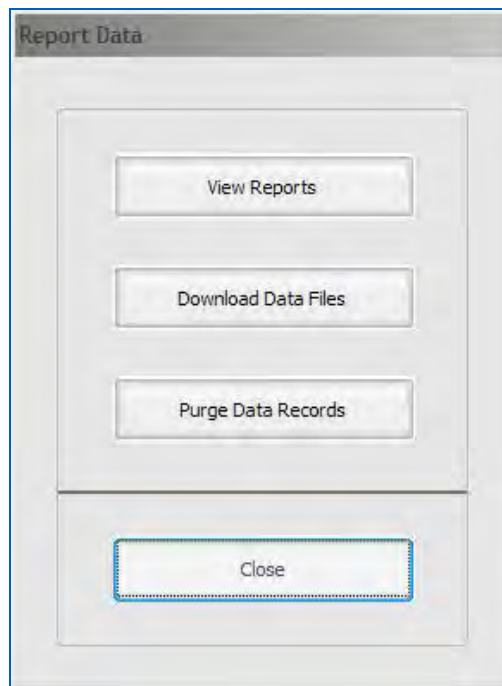 Report Data
View Reports
Download Data Files
Purge Data Records
Close